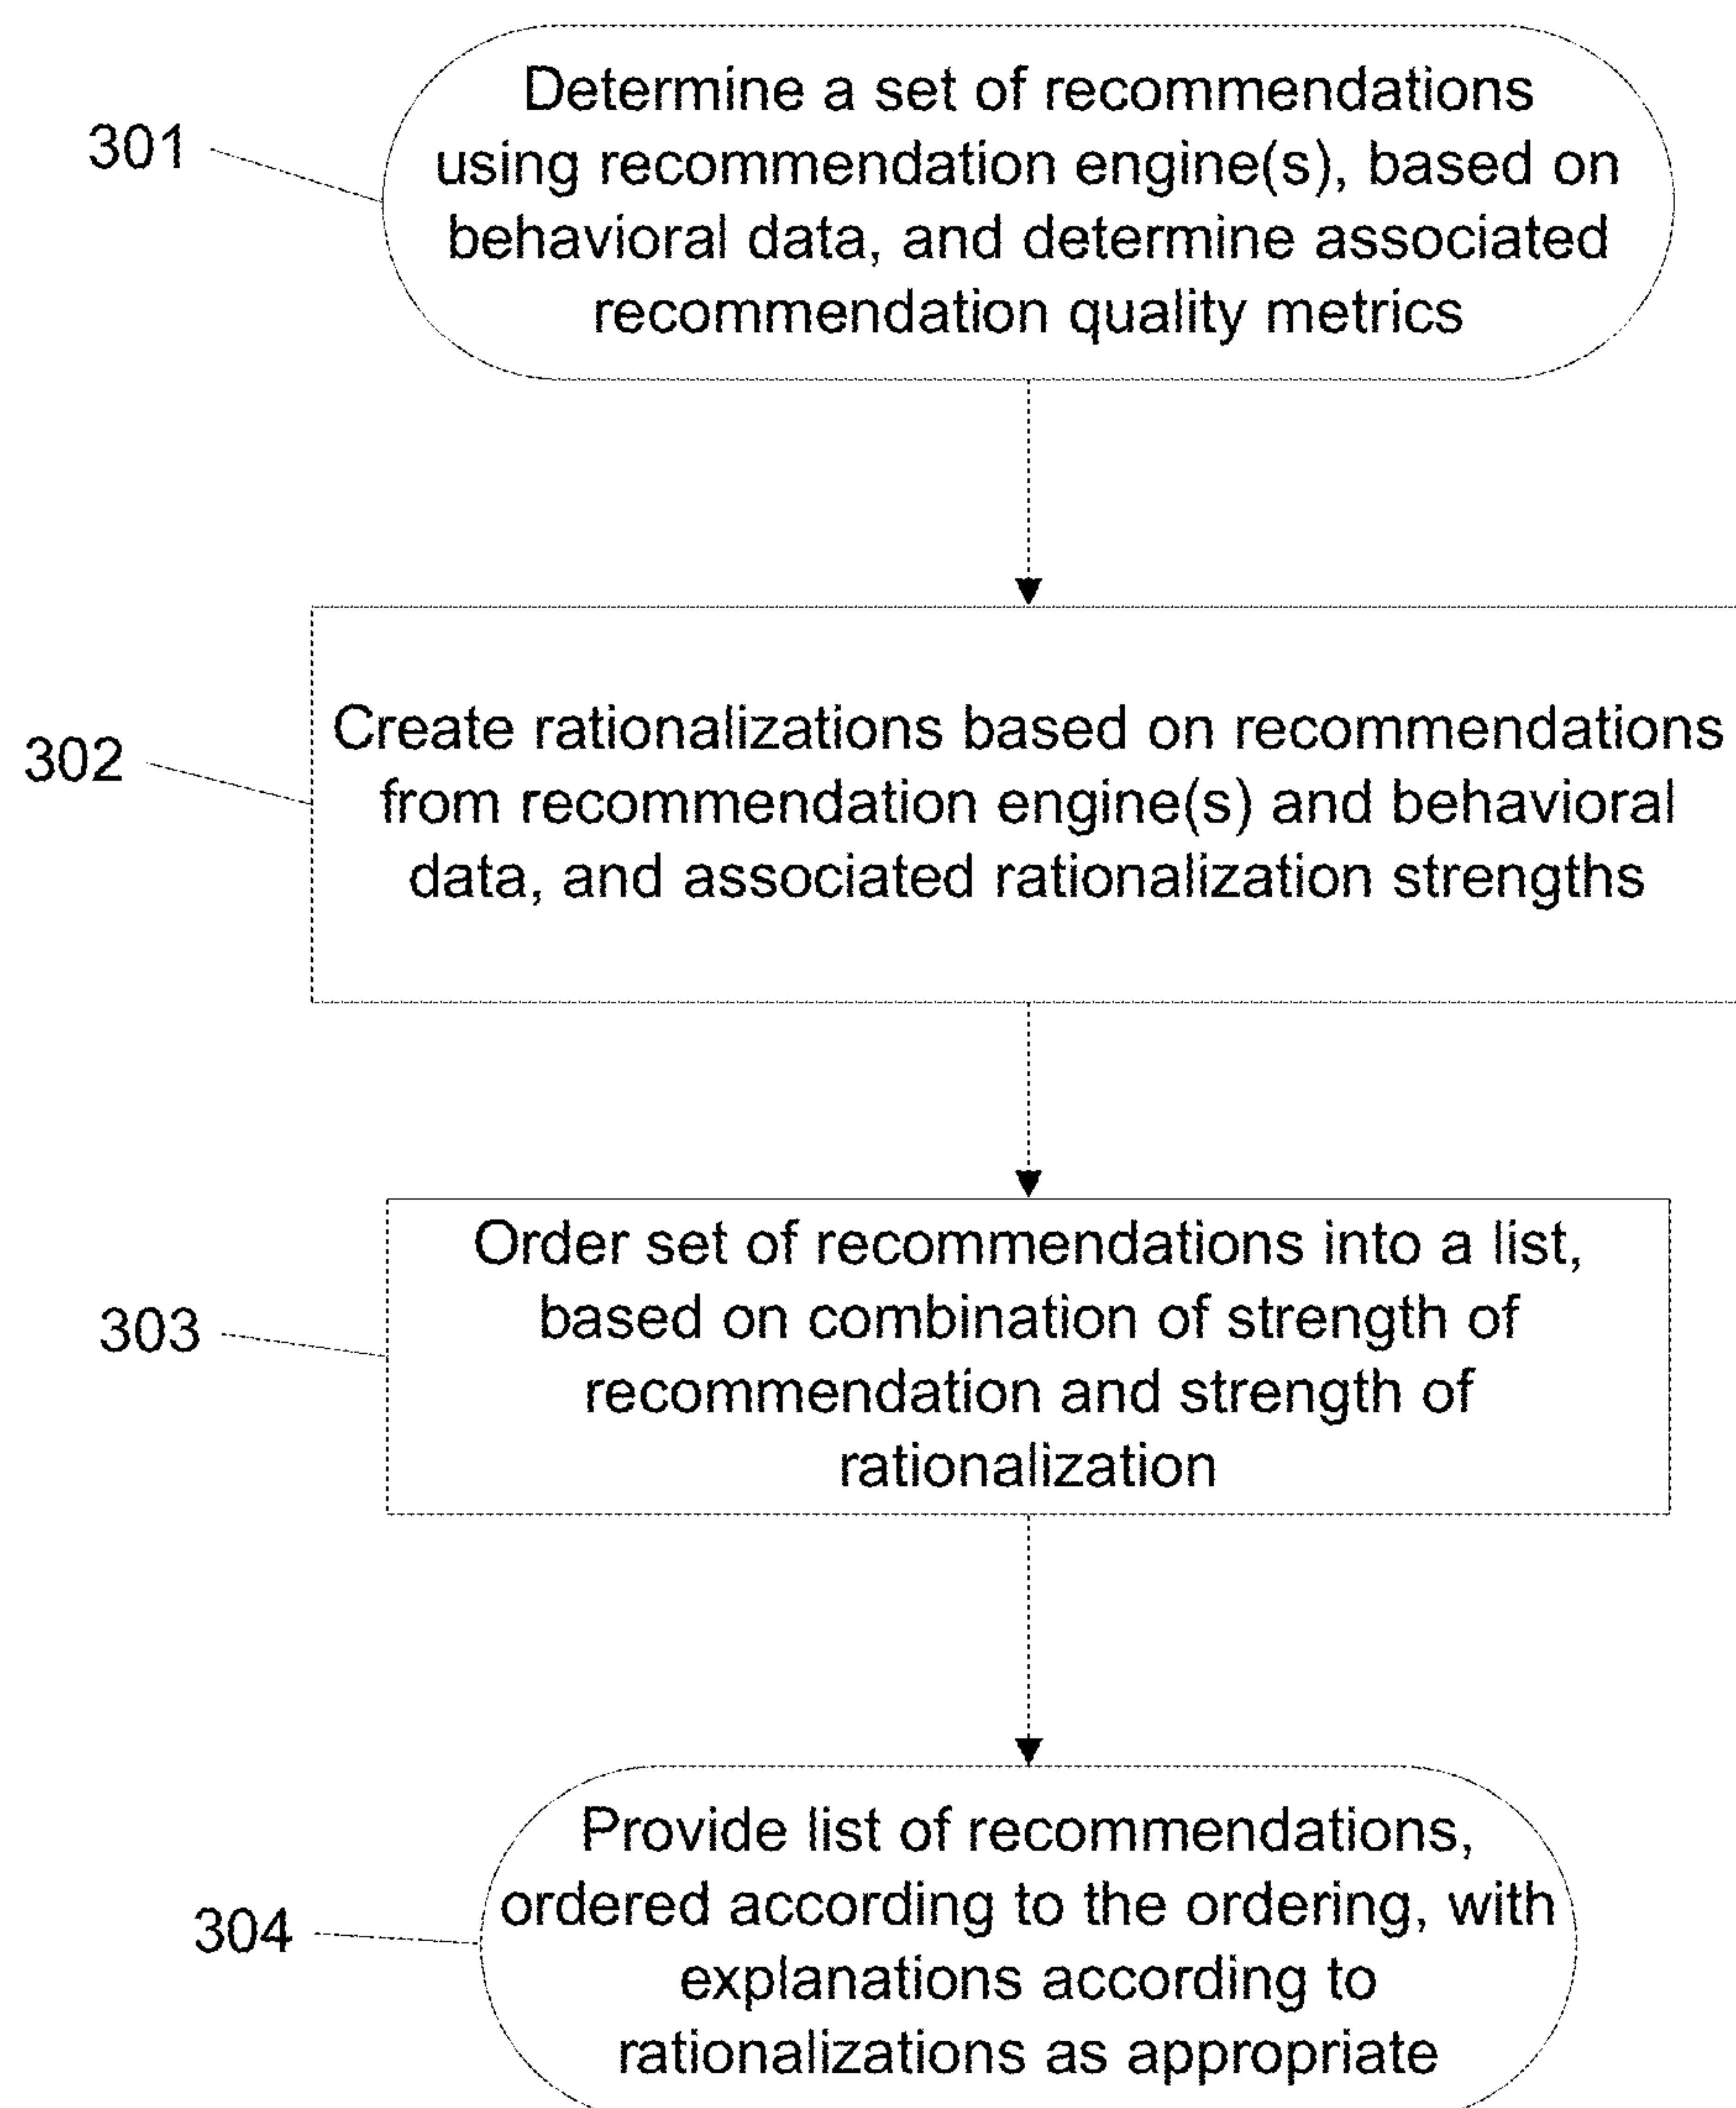 301
Determine a set of recommendations
using recommendation engine(s), based on
behavioral data, and determine associated
recommendation quality metrics
302
Create rationalizations based on recommendations
from recommendation engine(s) and behavioral
data, and associated rationalization strengths
303
Order set of recommendations into a list,
based on combination of strength of
recommendation and strength of
rationalization
304
Provide list of recommendations,
ordered according to the ordering, with
explanations according to
rationalizations as appropriate